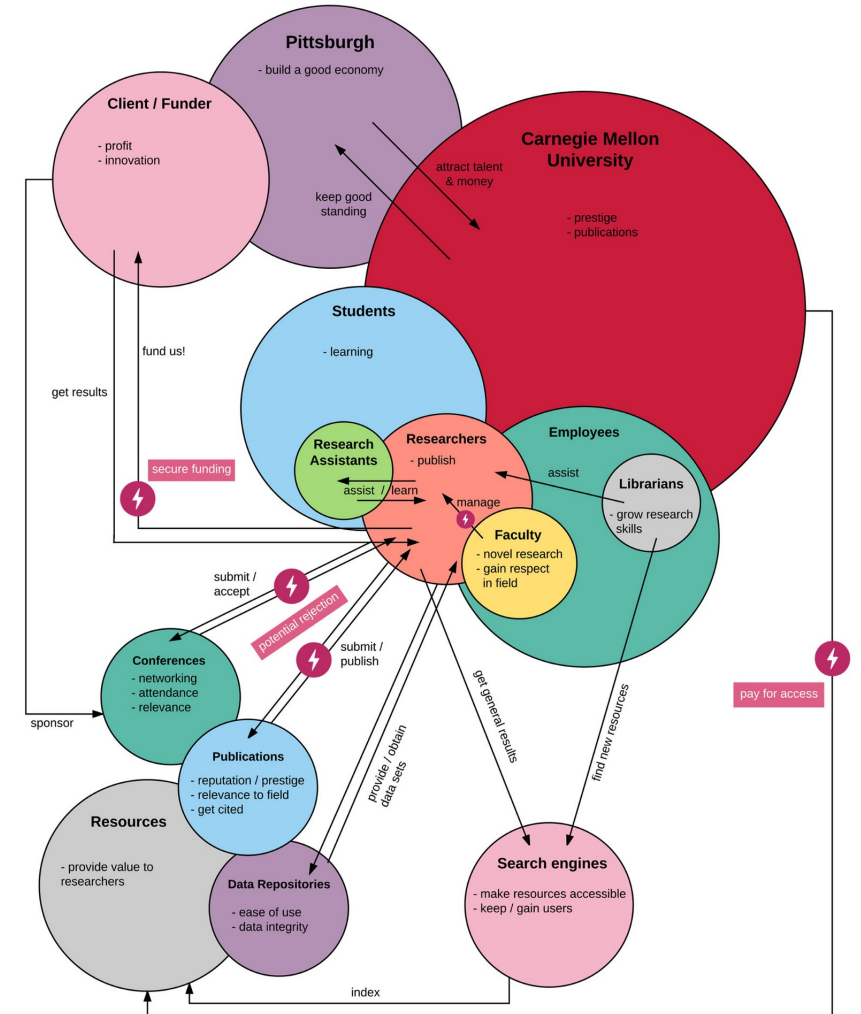 Pittsburgh
- build a good economy
Client / Funder
- profit
- innovation
Carnegie Mellon
University
- prestige
- publications
attract talent
& money
keep good
standing
Students
- learning
fund us!
get results
secure funding
Research
Assistants
Researchers
- publish
assist / learn
manage
Employees
assist
Librarians
- grow research
skills
Faculty
- novel research
- gain respect
in field
submit /
accept
potential rejection
submit /
publish
Conferences
- networking
- attendance
- relevance
sponsor
Publications
- reputation / prestige
- relevance to field
- get cited
provide / obtain
data sets
get general results
find new resources
pay for access
Resources
- provide value to
researchers
Data Repositories
- ease of use
- data integrity
Search engines
- make resources accessible
- keep / gain users
index